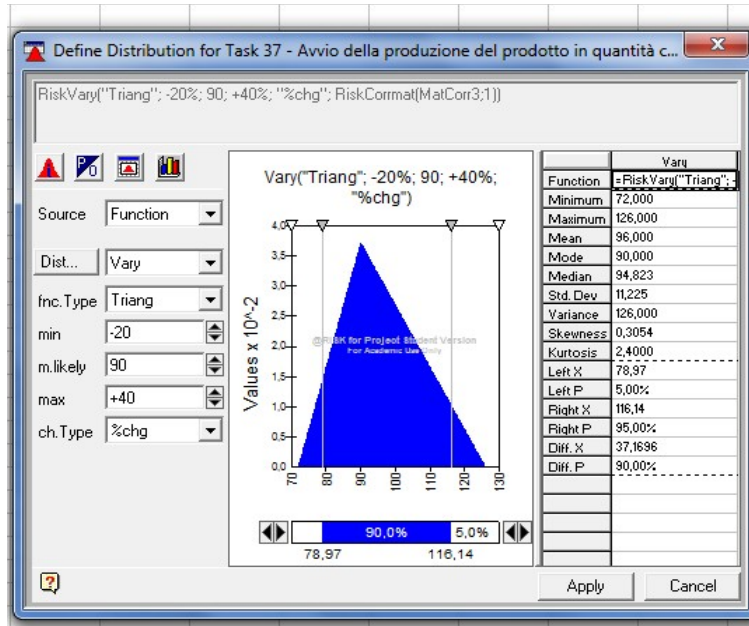 Define Distribution for Task 37 - Avvio della produzione del prodotto in quantità c...
RiskVary("Triang"; -20%; 90; +40%; "%chg"; RiskCorrmat(MatCorr3;1))
Source Function
Dist... Vary
fnc.Type Triang
min -20
m.likely 90
max +40
ch.Type %chg
Vary("Triang"; -20%; 90; +40%;
"%chg")
Values x 10^-2
4.0
3.5
3.0
2.5
2.0
1.5
1.0
0.5
0.0
@RISK for Project Student Version
For Academic Use Only
70 80 90 100 110 120 130
90,0% 5,0%
78,97 116,14
Vary
Function =RiskVary("Triang"; -
Minimum 72,000
Maximum 126,000
Mean 96,000
Mode 90,000
Median 94,823
Std. Dev 11,225
Variance 126,000
Skewness 0,3054
Kurtosis 2,4000
Left X 78,97
Left P 5,00%
Right X 116,14
Right P 95,00%
Diff. X 37,1696
Diff. P 90,00%
Apply Cancel